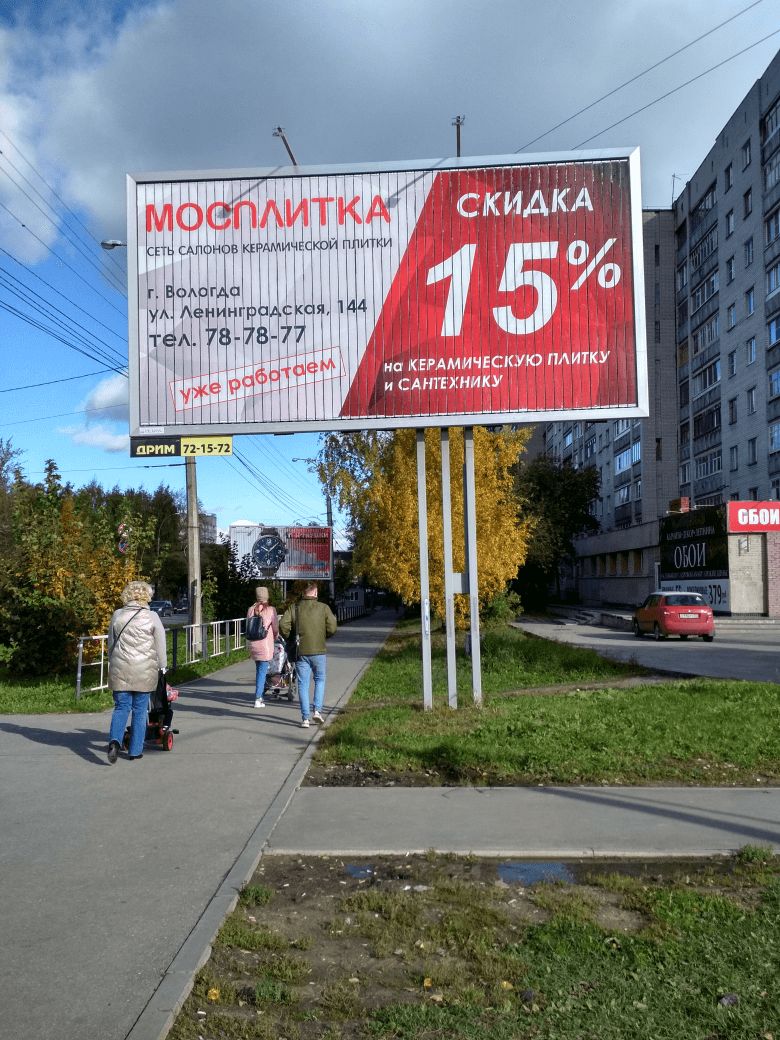 МОСПЛИТКА
СЕТЬ САЛОНОВ КЕРАМИЧЕСКОЙ ПЛИТКИ
г. Вологда
ул. Ленинградская, 144
тел. 78-78-77
уже работаем
СКИДКА
15%
на КЕРАМИЧЕСКУЮ ПЛИТКУ
и САНТЕХНИКУ
ДРИМ 72-15-72
ОБОИ
ОБОИ
379